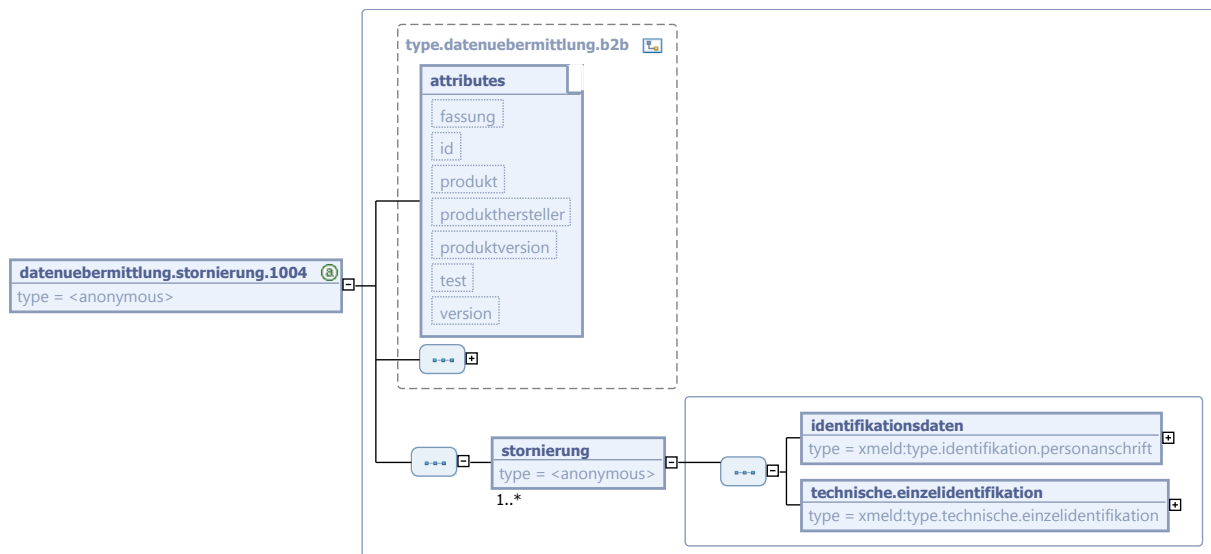 type.datenuebermittlung.b2b
attributes
fassung
id
produkt
produkthersteller
produktversion
test
version
datenuebermittlung.stornierung.1004 a
type = <anonymous>
stornierung
type = <anonymous>
1..*
identifikationsdaten
type = xmeld:type.identifikation.personanschrift
technische.einzelidentifikation
type = xmeld:type.technische.einzelidentifikation